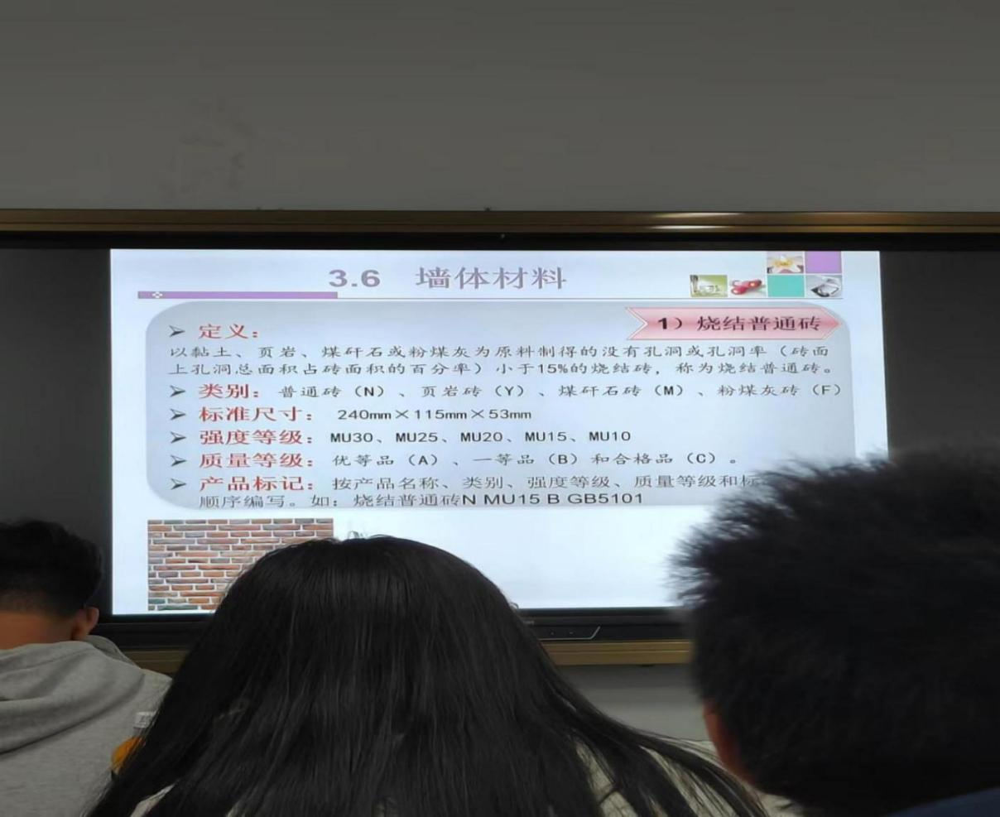 3.6 墙体材料
1）烧结普通砖
➢ 定义：
以黏土、页岩、煤矸石或粉煤灰为原料制得的没有孔洞或孔洞率（砖面
上孔洞总面积占砖面积的百分率）小于15%的烧结砖，称为烧结普通砖。
➢ 类别：普通砖（N）、页岩砖（Y）、煤矸石砖（M）、粉煤灰砖（F）
➢ 标准尺寸： 240mm×115mm×53mm
➢ 强度等级：MU30、MU25、MU20、MU15、MU10
➢ 质量等级：优等品（A）、一等品（B）和合格品（C）。
➢ 产品标记：按产品名称、类别、强度等级、质量等级和标
顺序编写。如：烧结普通砖N MU15 B GB5101